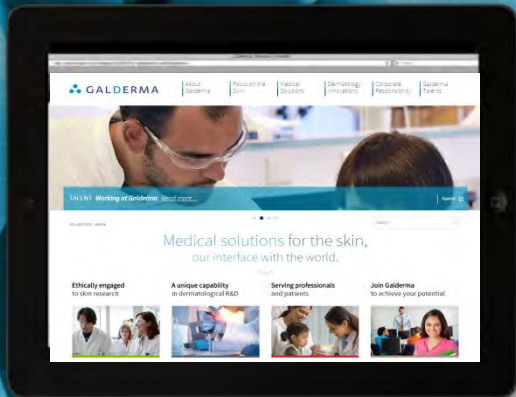 GALDERMA
About
Galderma
Focus on the
Skin
Medical
Solutions
Dermatology
Innovations
Corporate
Responsibility
Galderma
Talents
TALENT Working at Galderma Read more...
Medical solutions for the skin,
our interface with the world.
Ethically engaged
to skin research
A unique capability
in dermatological R&D
Serving professionals
and patients
Join Galderma
to achieve your potential